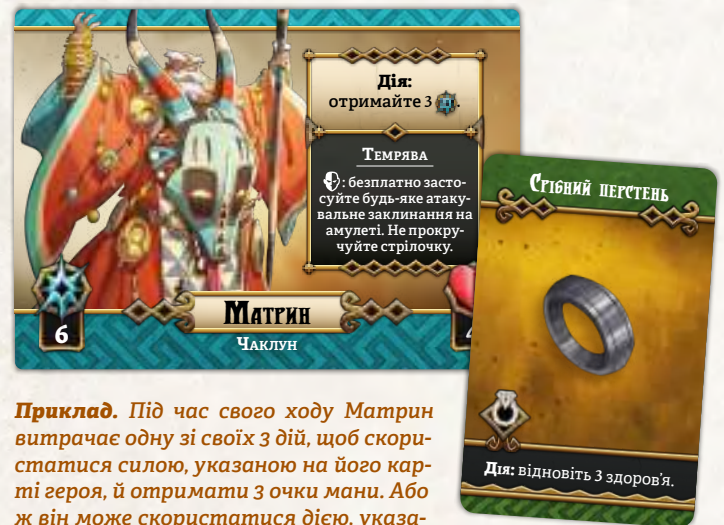 Дія:
отримайте 3 .
Темрява
: безплатно засто-
суйте будь-яке атаку-
вальне заклинання на
амулеті. Не прокру-
чуйте стрілочку.
6
Матрин
Чаклун
Срібний перстень
Дія: відновіть 3 здоров'я.
Приклад. Під час свого ходу Матрин
витрачає одну зі своїх 3 дій, щоб скори-
статися силою, указаною на його кар-
ті героя, й отримати 3 очки мани. Або
ж він може скористатися дією, указа-